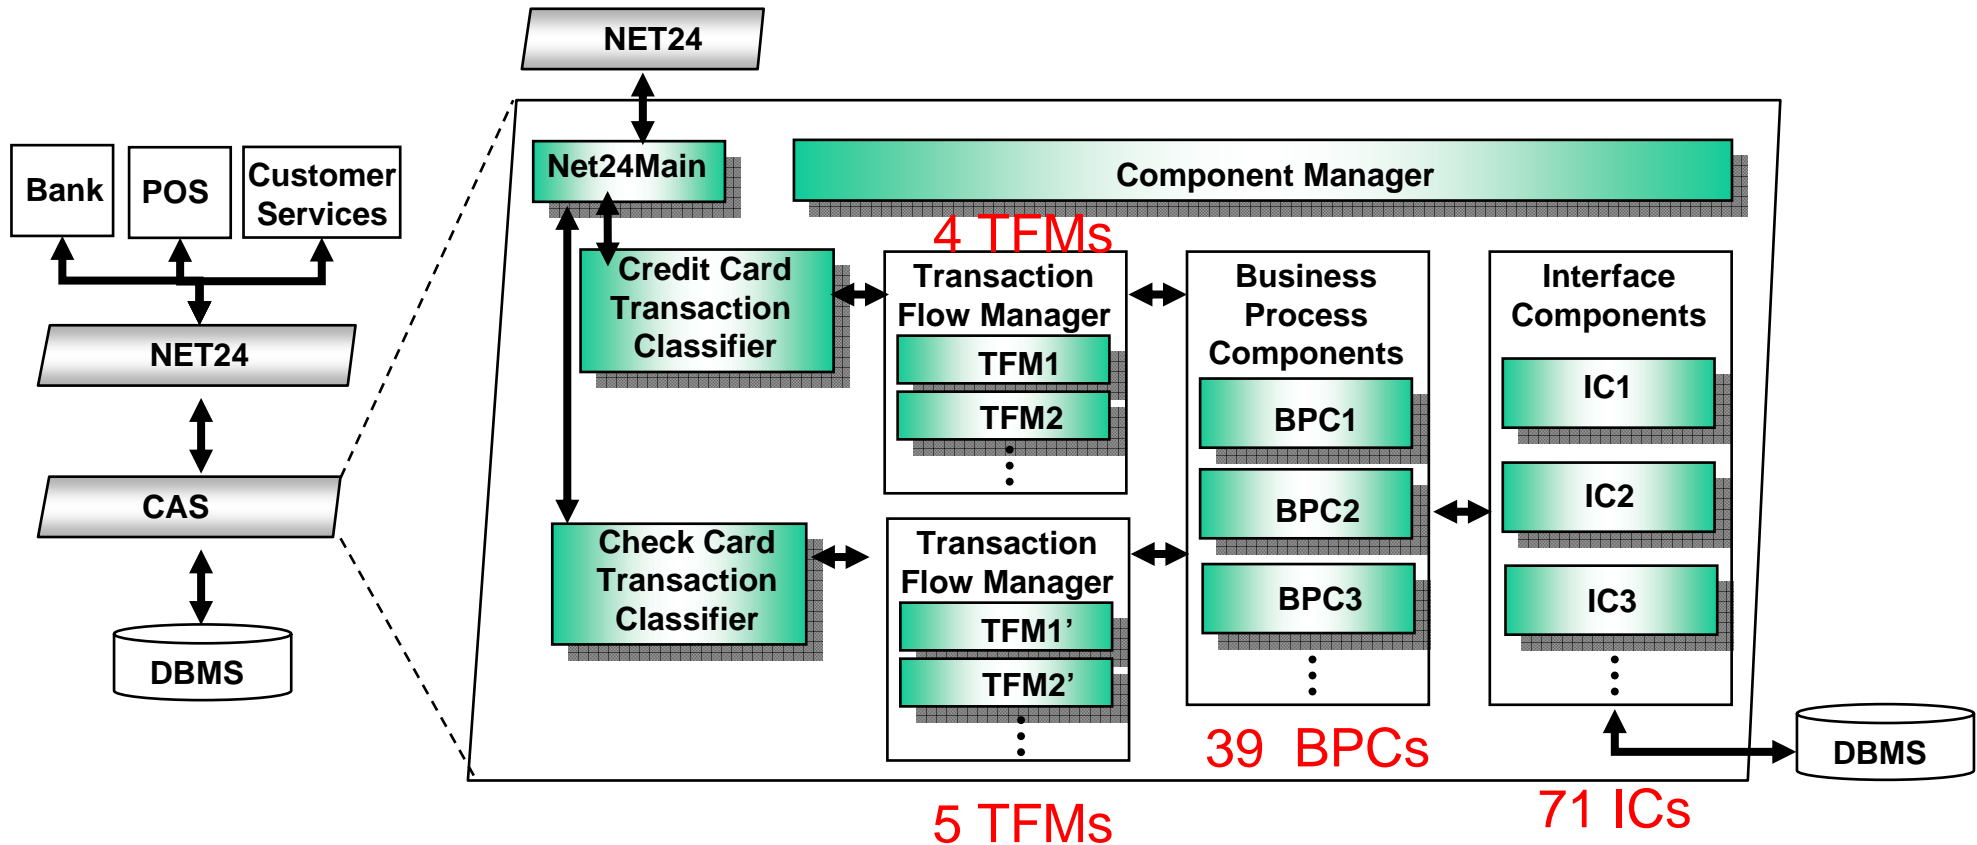 NET24
Bank
POS
Customer
Services
NET24
CAS
DBMS
Net24Main
Component Manager
4 TFMs
Credit Card
Transaction
Classifier
Transaction
Flow Manager
TFM1
TFM2
Business
Process
Components
BPC1
BPC2
BPC3
Interface
Components
IC1
IC2
IC3
Check Card
Transaction
Classifier
Transaction
Flow Manager
TFM1’
TFM2’
39 BPCs
DBMS
71 ICs
5 TFMs